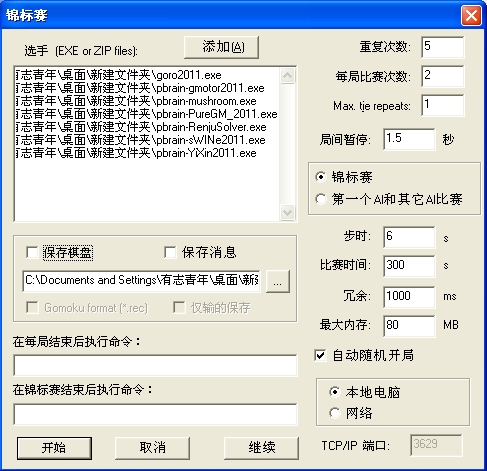 锦标赛
选手 (EXE or ZIP files):
添加(A)
有志青年\桌面\新建文件夹\goro2011.exe
有志青年\桌面\新建文件夹\pbrain-gmotor2011.exe
有志青年\桌面\新建文件夹\pbrain-mushroom.exe
有志青年\桌面\新建文件夹\pbrain-PureGM_2011.exe
有志青年\桌面\新建文件夹\pbrain-RenjuSolver.exe
有志青年\桌面\新建文件夹\pbrain-sWINe2011.exe
有志青年\桌面\新建文件夹\pbrain-YiXin2011.exe
保存棋盘
保存消息
C:\Documents and Settings\有志青年\桌面\新建
...
Gomoku format (*.rec)
仅输的保存
在每局结束后执行命令：
在锦标赛结束后执行命令：
开始
取消
继续
重复次数: 5
每局比赛次数: 2
Max. tje repeats: 1
局间暂停: 1.5 秒
锦标赛
第一个AI和其它AI比赛
步时: 6 s
比赛时间: 300 s
冗余: 1000 ms
最大内存: 80 MB
自动随机开局
本地电脑
网络
TCP/IP 端口: 3629